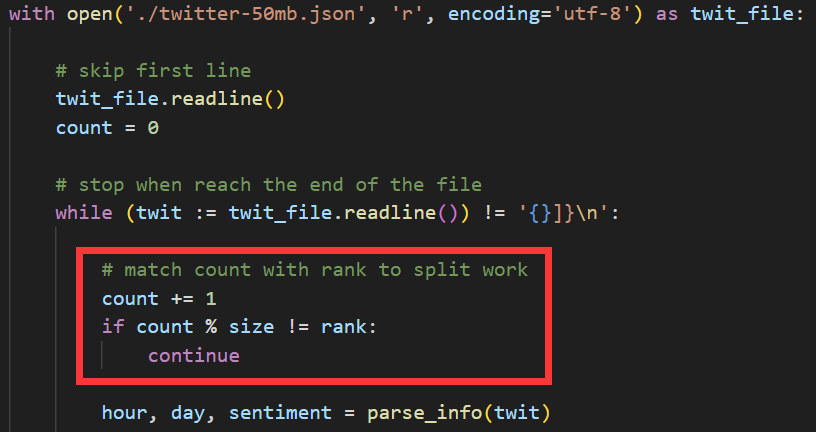 with open('./twitter-50mb.json', 'r', encoding='utf-8') as twit_file:
# skip first line
twit_file.readline()
count = 0
# stop when reach the end of the file
while (twit := twit_file.readline()) != '{}]}\n':
# match count with rank to split work
count += 1
if count % size != rank:
continue
hour, day, sentiment = parse_info(twit)